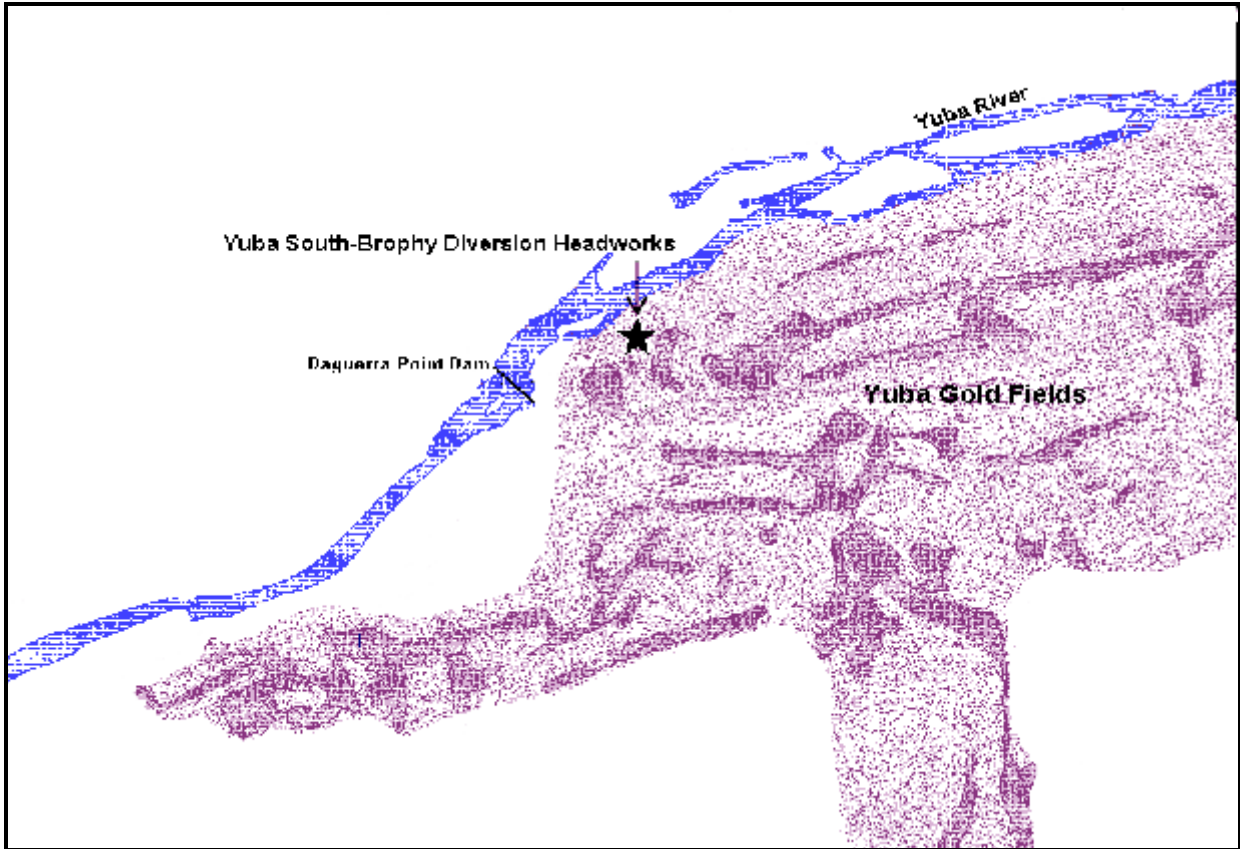 Yuba River
Yuba South-Brophy Diversion Headworks
Daguerra Point Dam
Yuba Gold Fields